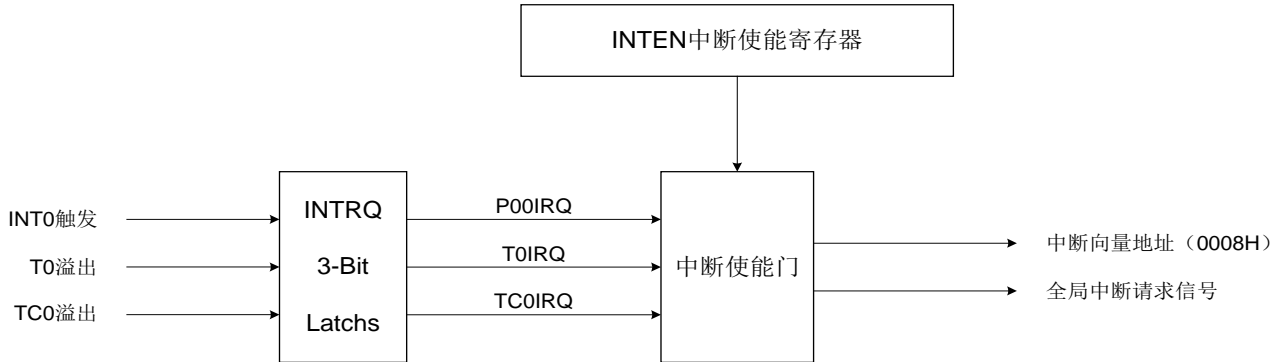 INTEN中断使能寄存器
INT0触发
T0溢出
TC0溢出
INTRQ
3-Bit
Latchs
P00IRQ
T0IRQ
TC0IRQ
中断使能门
中断向量地址（0008H）
全局中断请求信号